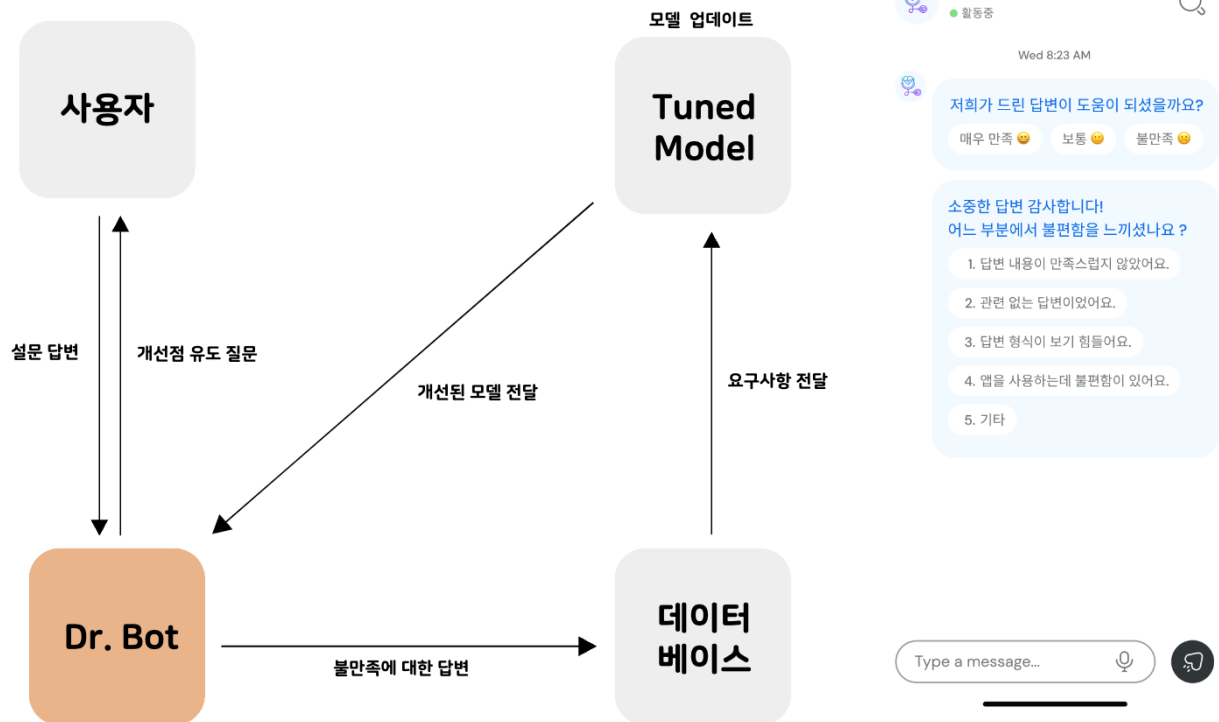 모델 업데이트
사용자
Tuned
Model
설문 답변
개선점 유도 질문
개선된 모델 전달
요구사항 전달
Dr. Bot
불만족에 대한 답변
데이터
베이스
활동중
Wed 8:23 AM
저희가 드린 답변이 도움이 되셨을까요?
매우 만족 😄 보통 🙂 불만족 😕
소중한 답변 감사합니다!
어느 부분에서 불편함을 느끼셨나요 ?
1. 답변 내용이 만족스럽지 않았어요.
2. 관련 없는 답변이었어요.
3. 답변 형식이 보기 힘들어요.
4. 앱을 사용하는데 불편함이 있어요.
5. 기타
Type a message...